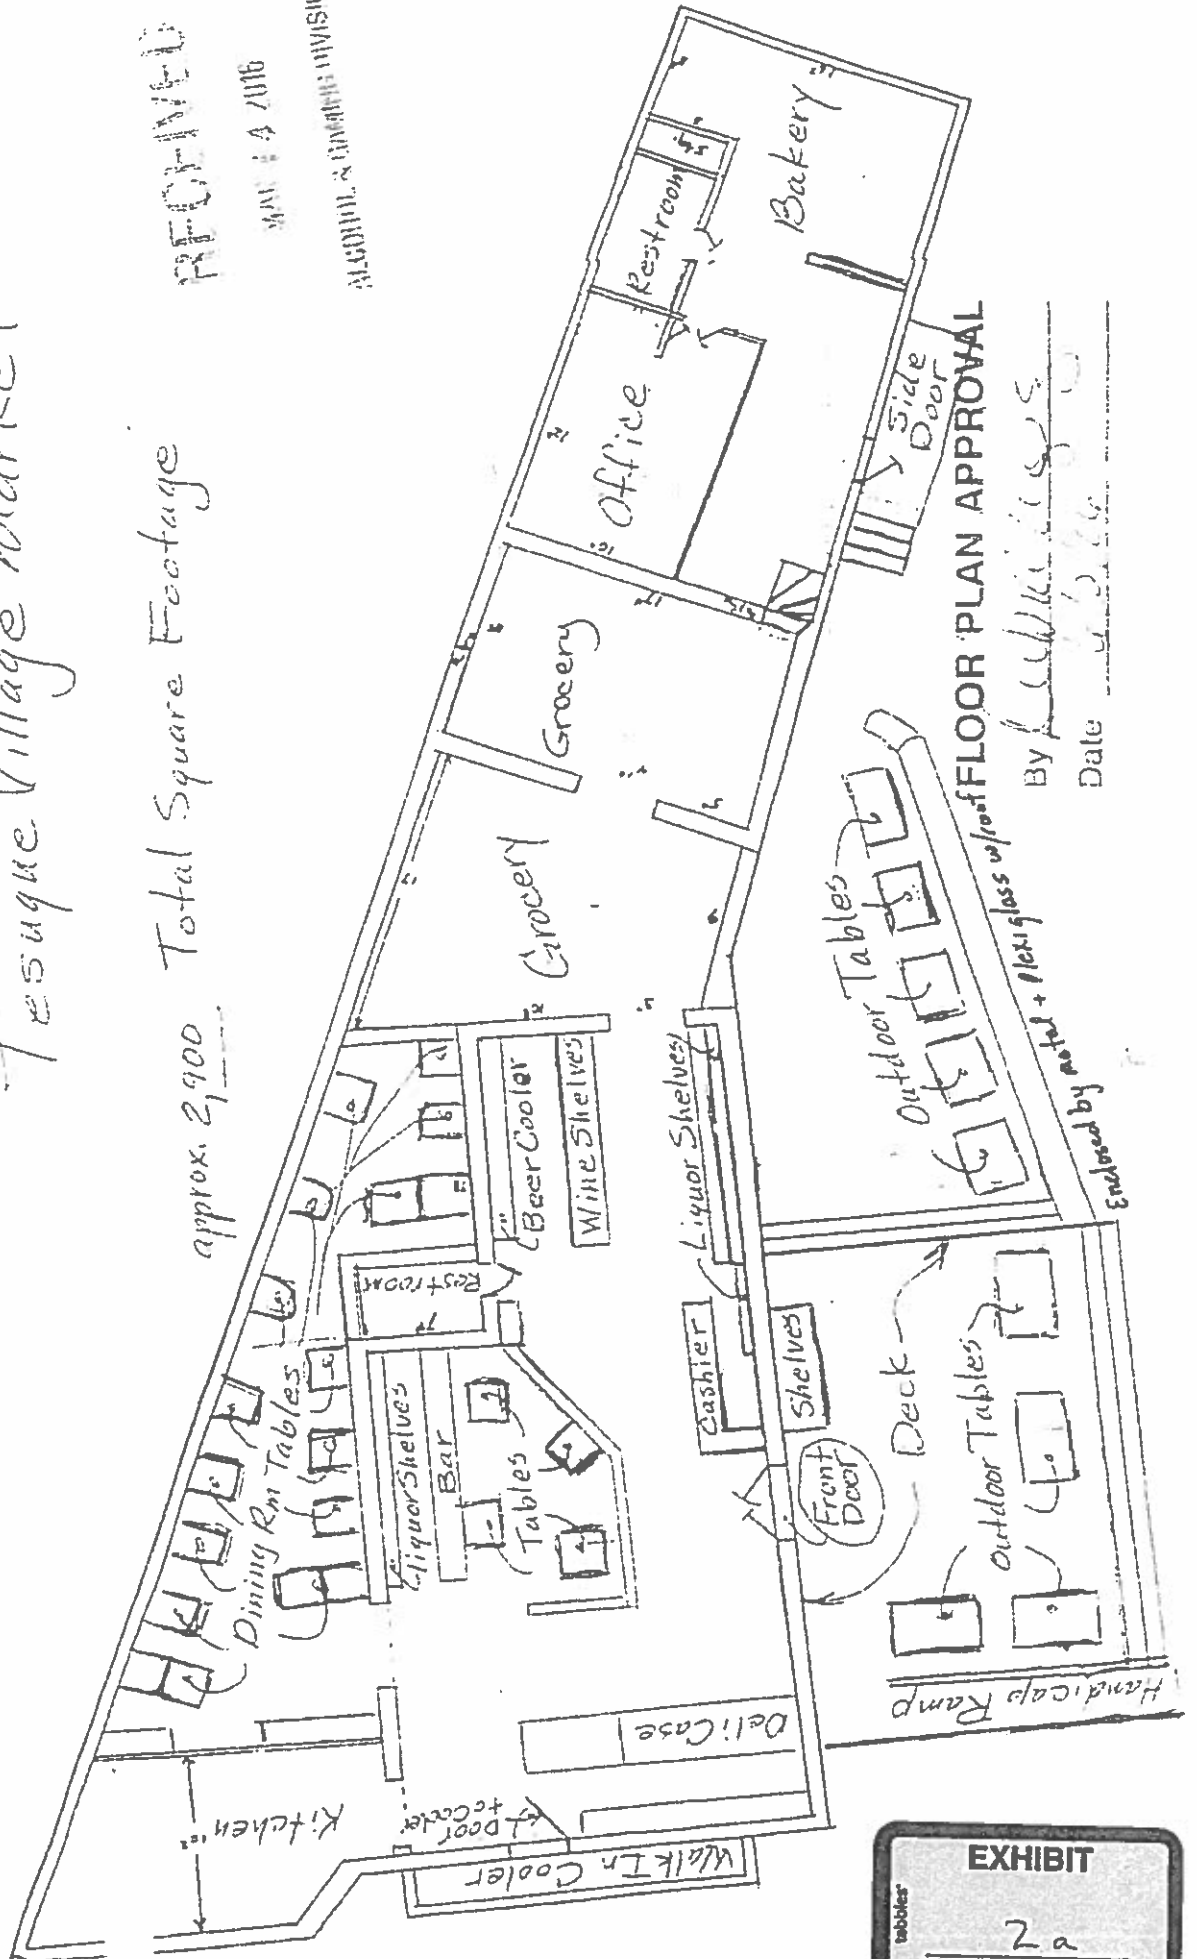 Tesuque Village Market
approx. 2,900 Total Square Footage
RECEIVED
2016
ALCOHOL & GAMING DIVISION
Bakery
Restroom
Office
Side
Door
Grocery
Grocery
Beer Cooler
Wine Shelves
Liquor Shelves
Restroom
Cashier
Shelves
Dining Rm Tables
Liquor Shelves
Bar
Tables
Front
Door
Deck
Outdoor Tables
Outdoor Tables
Enclosed by metal + plexiglass w/roof
Handicap Ramp
Deli Case
Kitchen
Door
to Cooler
Walk In Cooler
FLOOR PLAN APPROVAL
By
Date
EXHIBIT
tabbies
2a